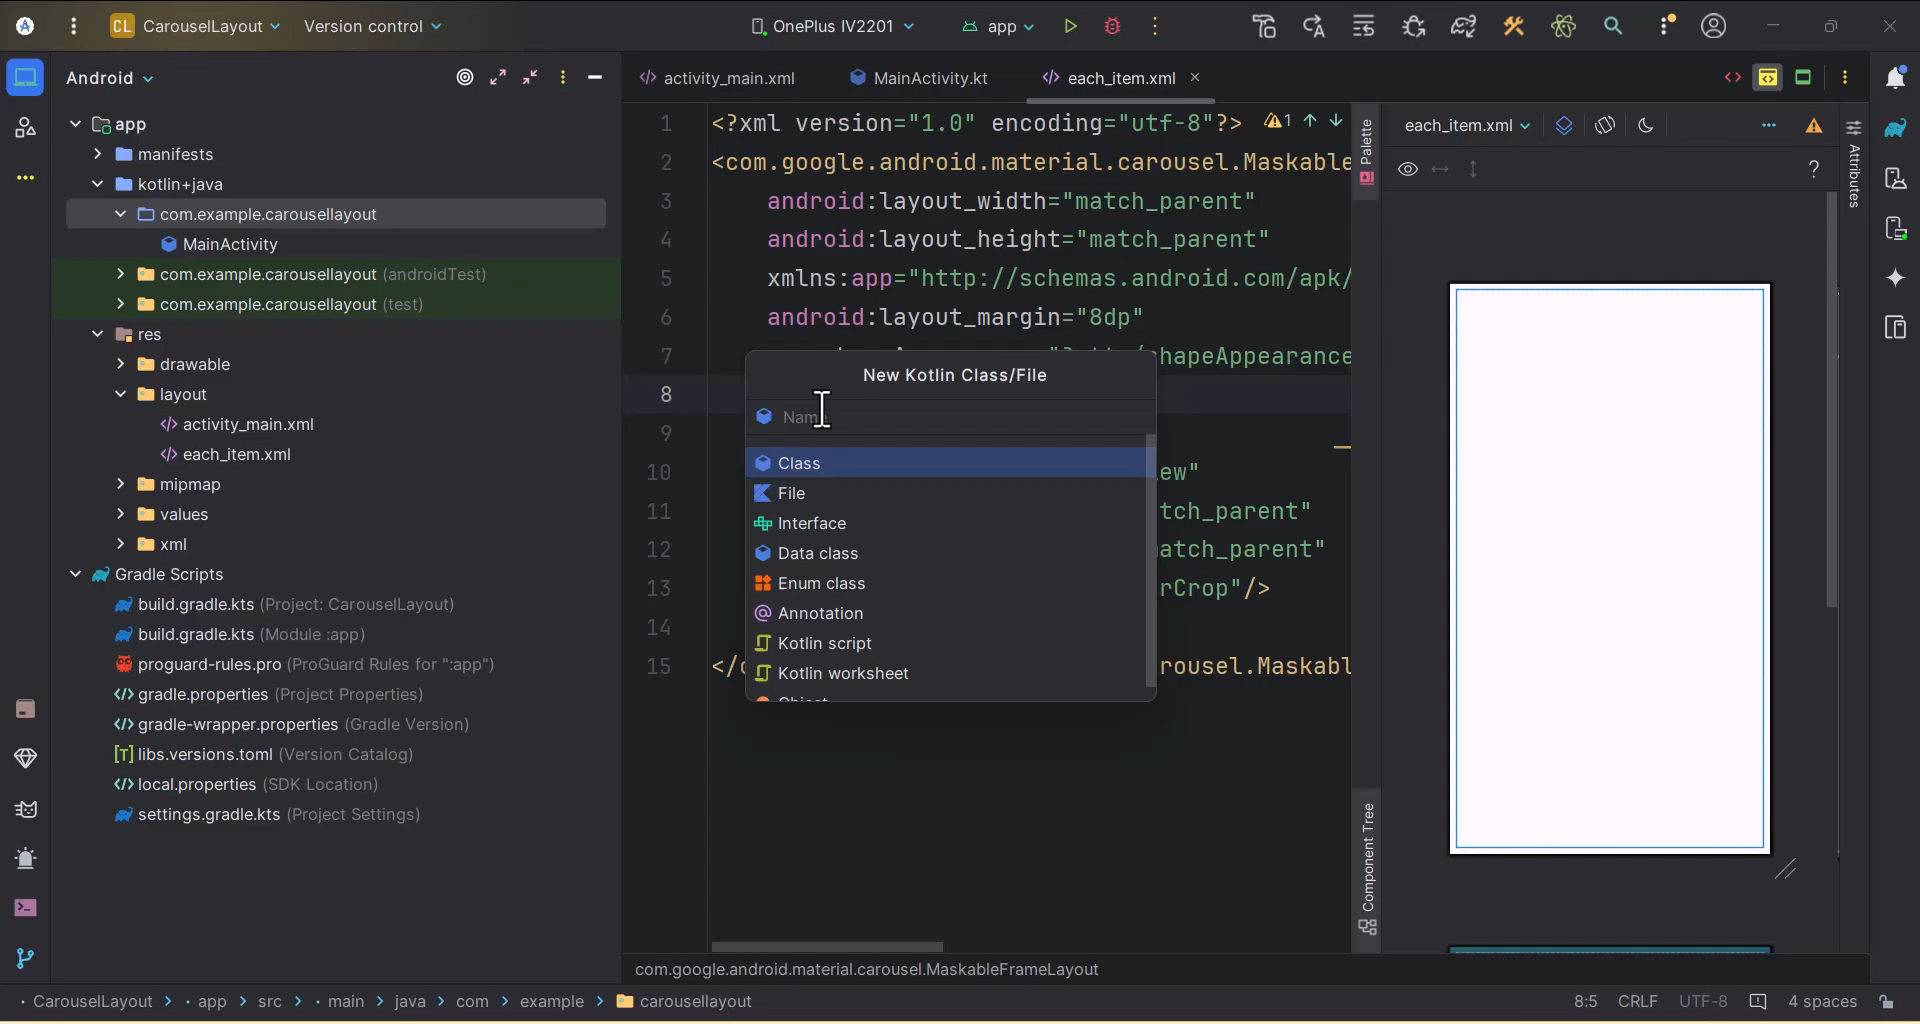 CL CarouselLayout Version control OnePlus IV2201 app
Android
activity_main.xml MainActivity.kt each_item.xml
app
manifests
kotlin+java
com.example.carousellayout
MainActivity
com.example.carousellayout (androidTest)
com.example.carousellayout (test)
res
drawable
layout
activity_main.xml
each_item.xml
mipmap
values
xml
Gradle Scripts
build.gradle.kts (Project: CarouselLayout)
build.gradle.kts (Module :app)
proguard-rules.pro (ProGuard Rules for ":app")
gradle.properties (Project Properties)
gradle-wrapper.properties (Gradle Version)
libs.versions.toml (Version Catalog)
local.properties (SDK Location)
settings.gradle.kts (Project Settings)
1 <?xml version="1.0" encoding="utf-8"?> 1
2 <com.google.android.material.carousel.Maskable
3 android:layout_width="match_parent"
4 android:layout_height="match_parent"
5 xmlns:app="http://schemas.android.com/apk/
6 android:layout_margin="8dp"
7 hapeAppearance
8
9
10 ew"
11 tch_parent"
12 atch_parent"
13 rCrop"/>
14
15 </ rousel.Maskabl
New Kotlin Class/File
Name
Class
File
Interface
Data class
Enum class
Annotation
Kotlin script
Kotlin worksheet
Object
Palette
Component Tree
each_item.xml
?
Attributes
com.google.android.material.carousel.MaskableFrameLayout
CarouselLayout > app > src > main > java > com > example > carousellayout 8:5 CRLF UTF-8 4 spaces